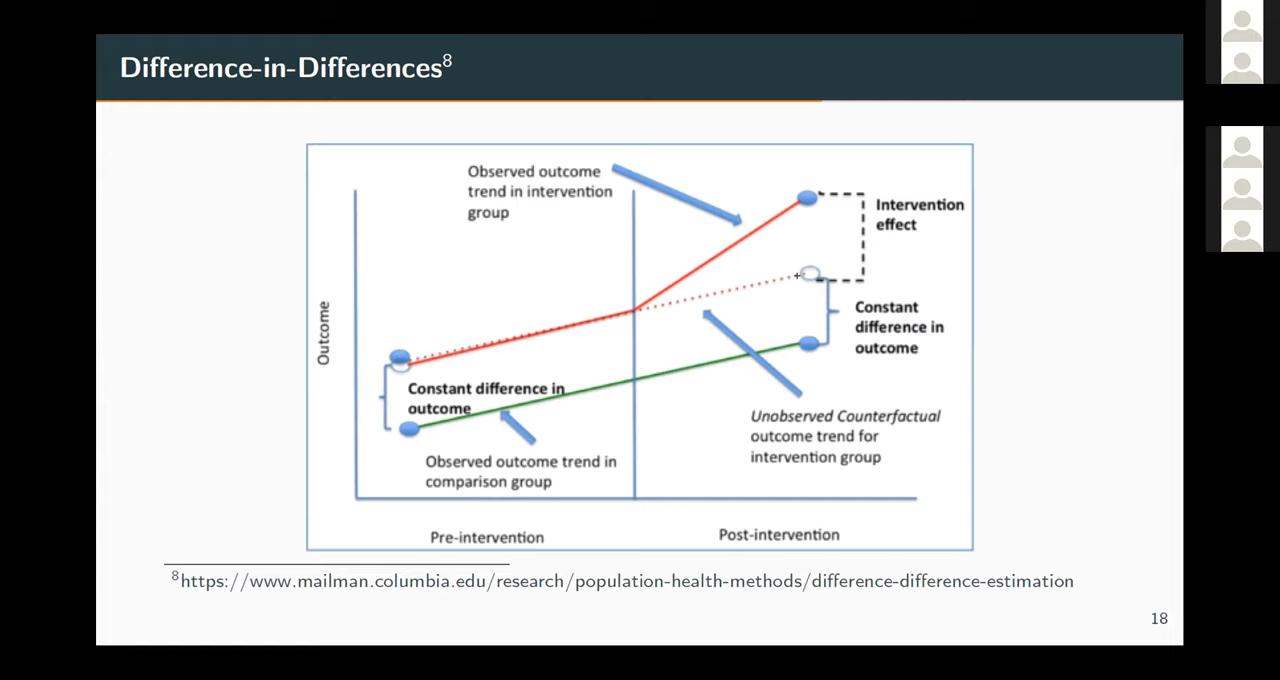 Difference-in-Differences8
Observed outcome
trend in intervention
group
Intervention
effect
Outcome
Constant
difference in
outcome
Constant difference in
outcome
Unobserved Counterfactual
outcome trend for
intervention group
Observed outcome trend in
comparison group
Pre-intervention
Post-intervention
8https://www.mailman.columbia.edu/research/population-health-methods/difference-difference-estimation
18